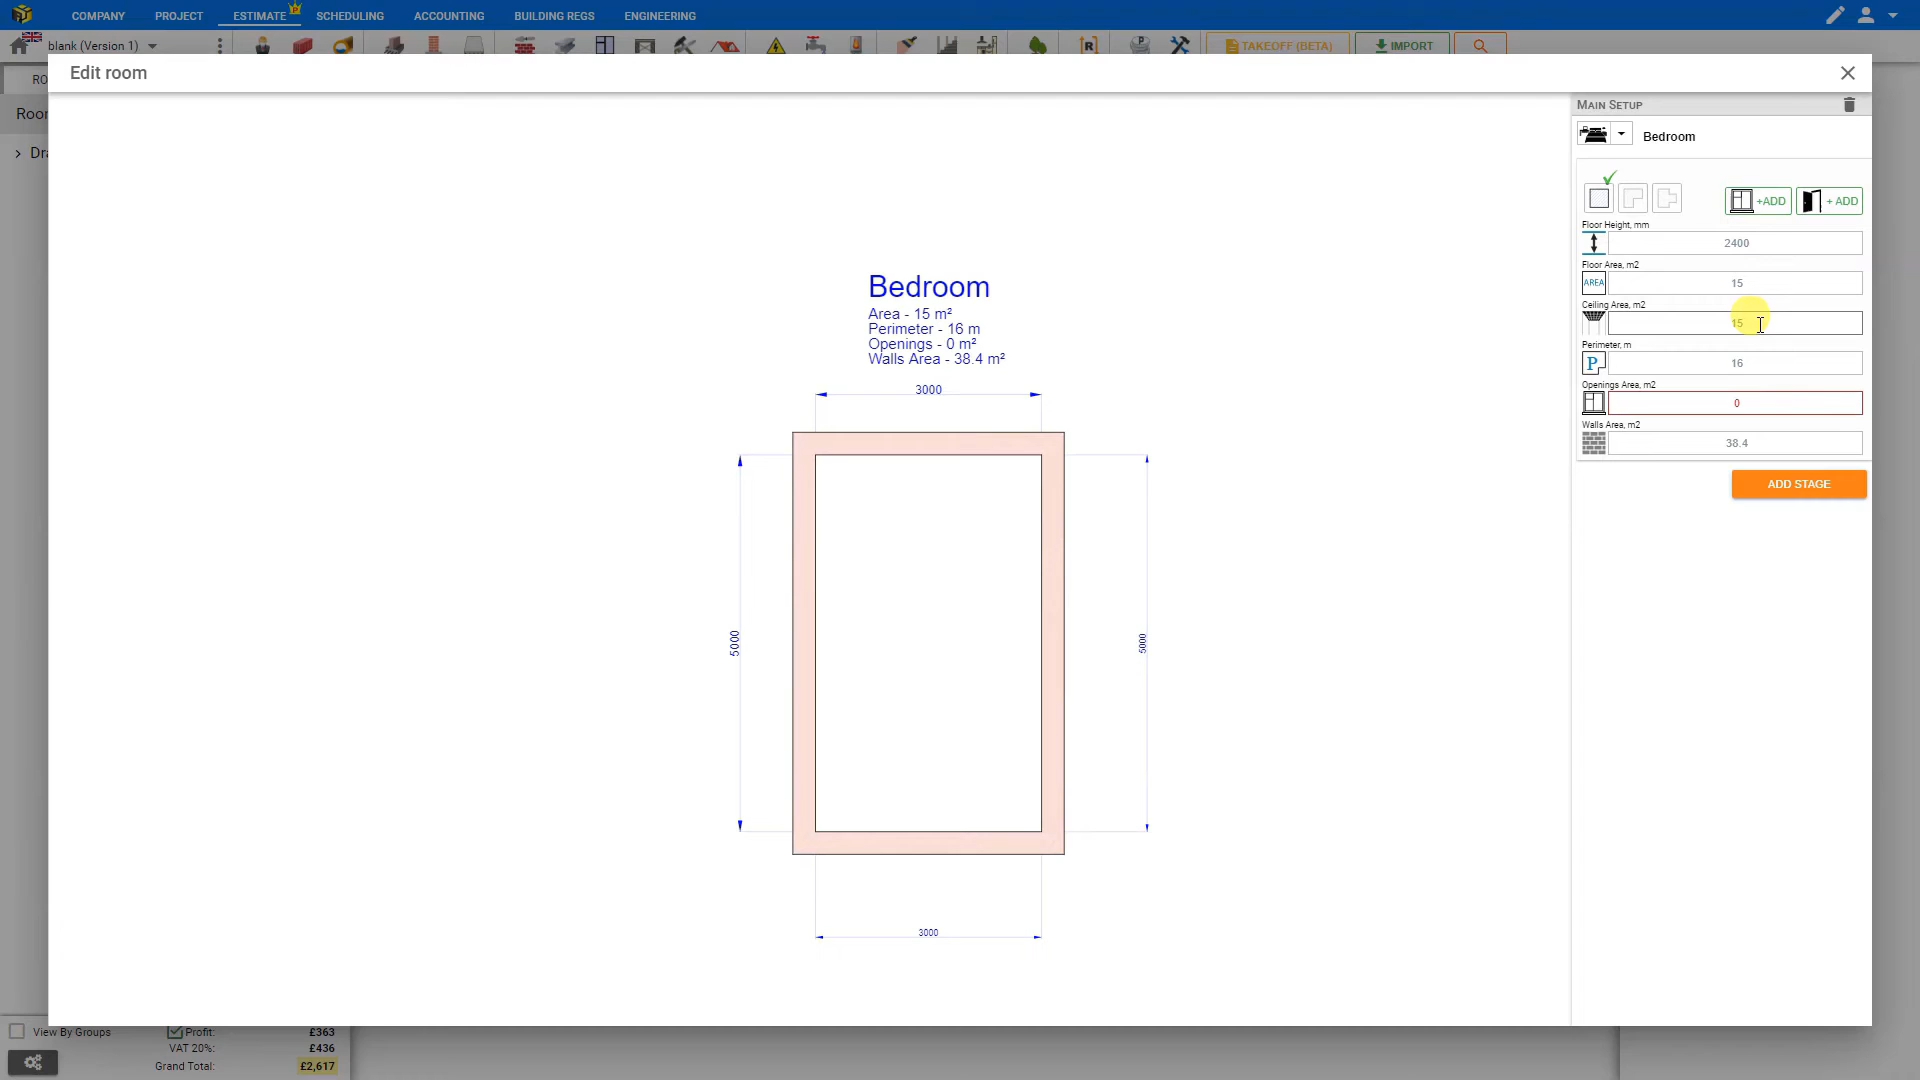 COMPANY PROJECT ESTIMATE SCHEDULING ACCOUNTING BUILDING REGS ENGINEERING
blank (Version 1) TAKEOFF (BETA) IMPORT
Edit room
RO
MAIN SETUP
Roor
Bedroom
Dra
+ADD + ADD
Floor Height, mm
2400
Floor Area, m2
AREA 15
Ceiling Area, m2
15
Perimeter, m
P 16
Openings Area, m2
0
Walls Area, m2
38.4
ADD STAGE
Bedroom
Area - 15 m²
Perimeter - 16 m
Openings - 0 m²
Walls Area - 38.4 m²
3000
5000
5000
3000
View By Groups Profit: £363
VAT 20%: £436
Grand Total: £2,617